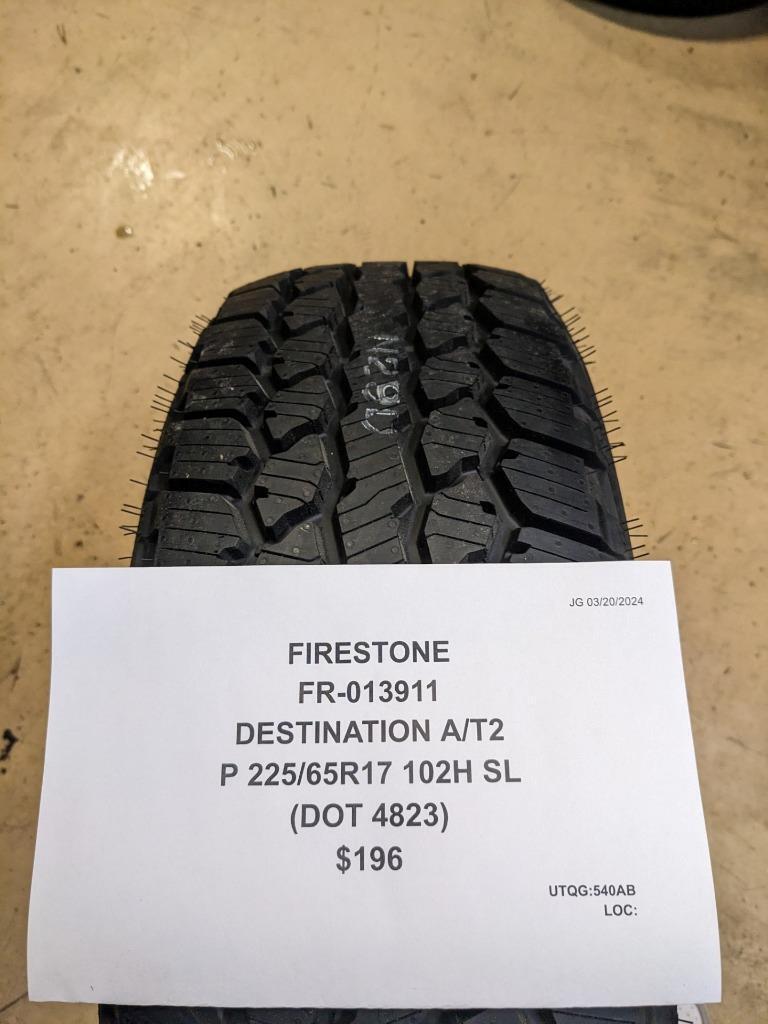 JG 03/20/2024
FIRESTONE
FR-013911
DESTINATION A/T2
P 225/65R17 102H SL
(DOT 4823)
$196
UTQG:540AB
LOC: